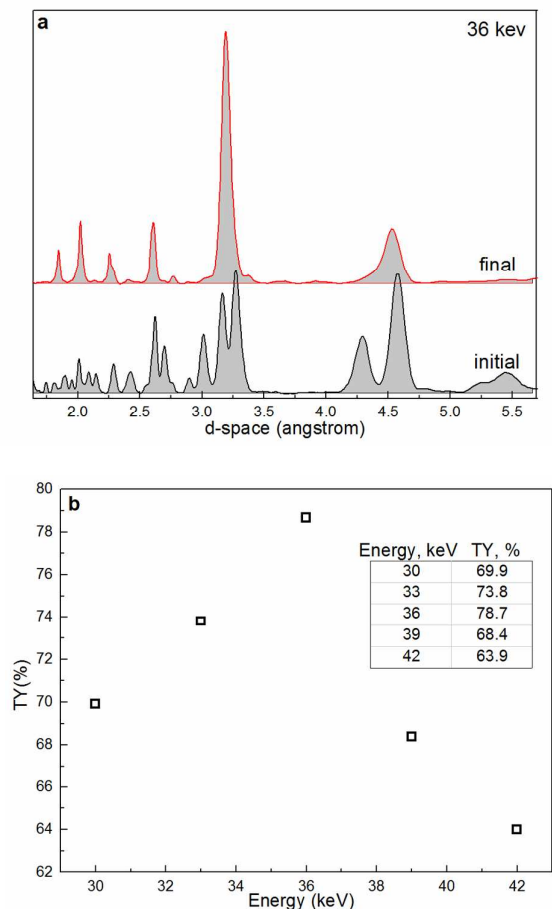 a
36 kev
final
initial
2.0 2.5 3.0 3.5 4.0 4.5 5.0 5.5
d-space (angstrom)
b
80
78
76
74
72
70
68
66
64
62
TY(%)
Energy, keV TY, %
30 69.9
33 73.8
36 78.7
39 68.4
42 63.9
30 32 34 36 38 40 42
Energy (keV)